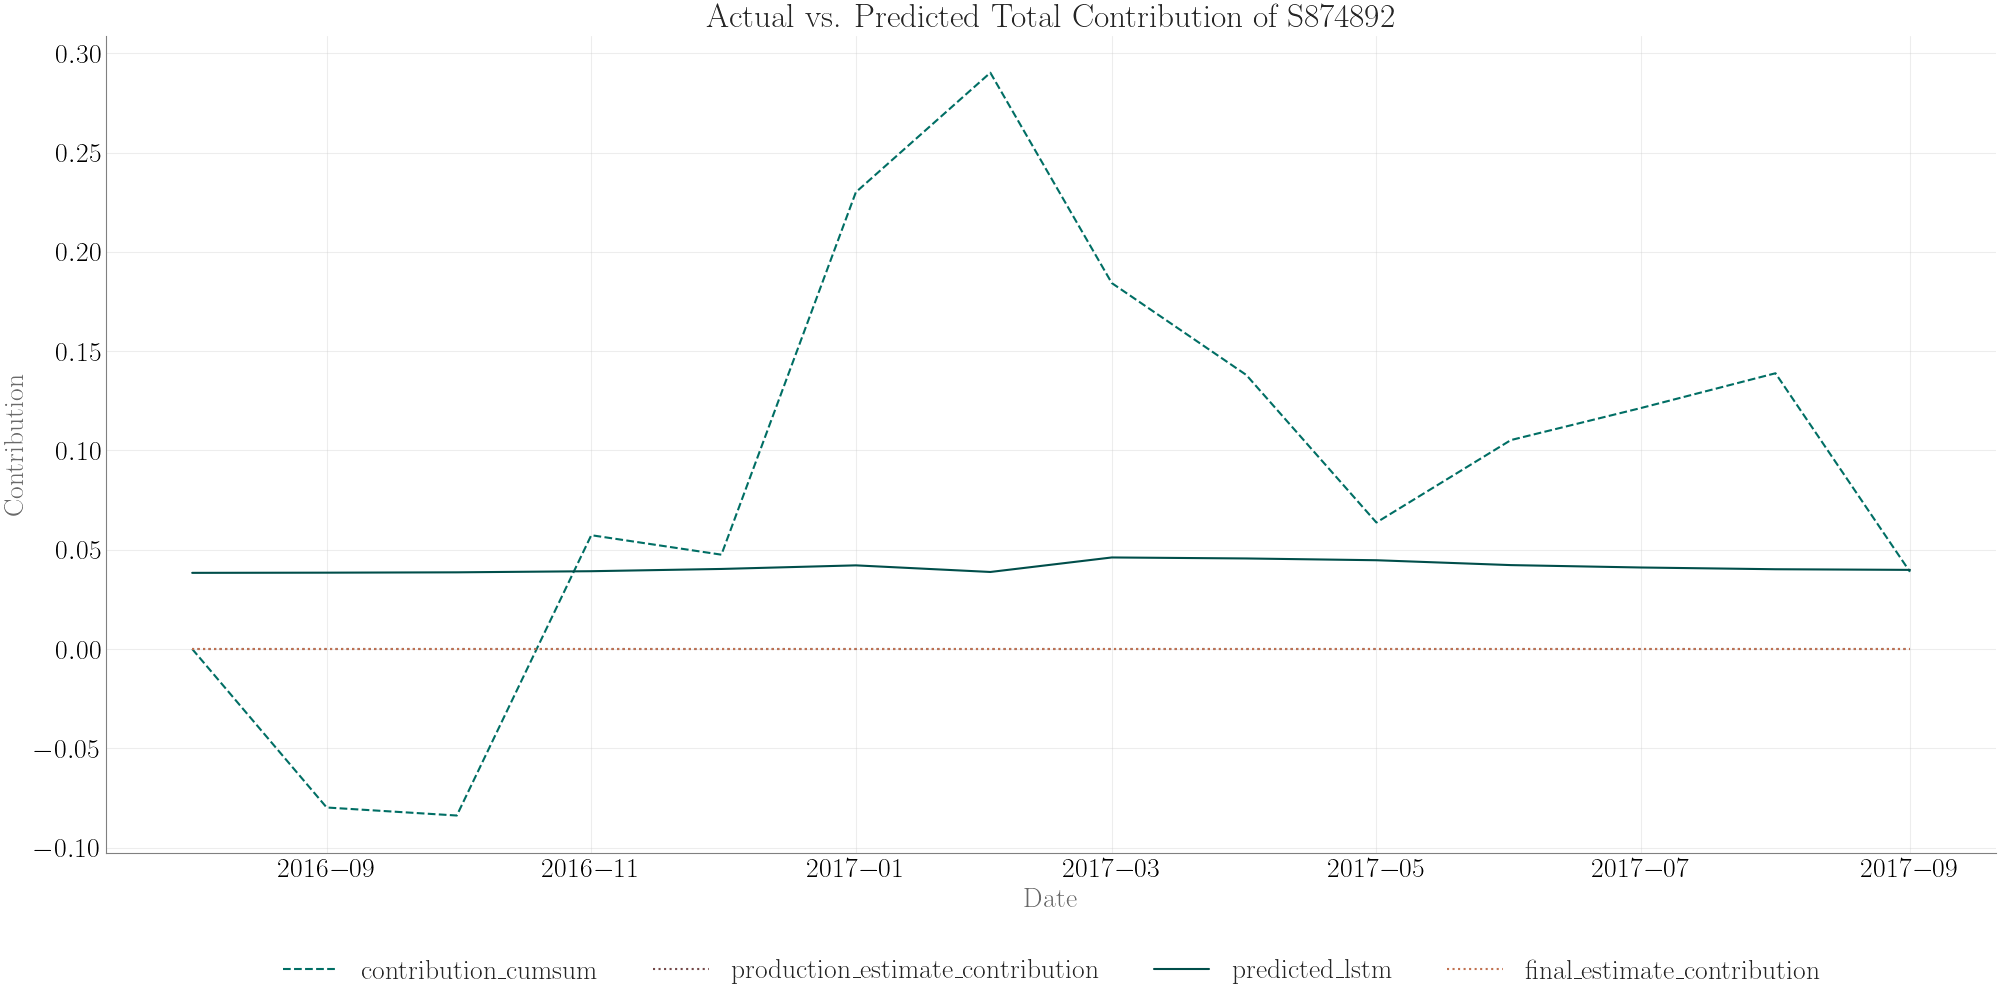 Actual vs. Predicted Total Contribution of S874892
0.30
0.25
0.20
0.15
0.10
0.05
0.00
−0.05
−0.10
Contribution
2016−09 2016−11 2017−01 2017−03 2017−05 2017−07 2017−09
Date
contribution_cumsum production_estimate_contribution predicted_lstm final_estimate_contribution